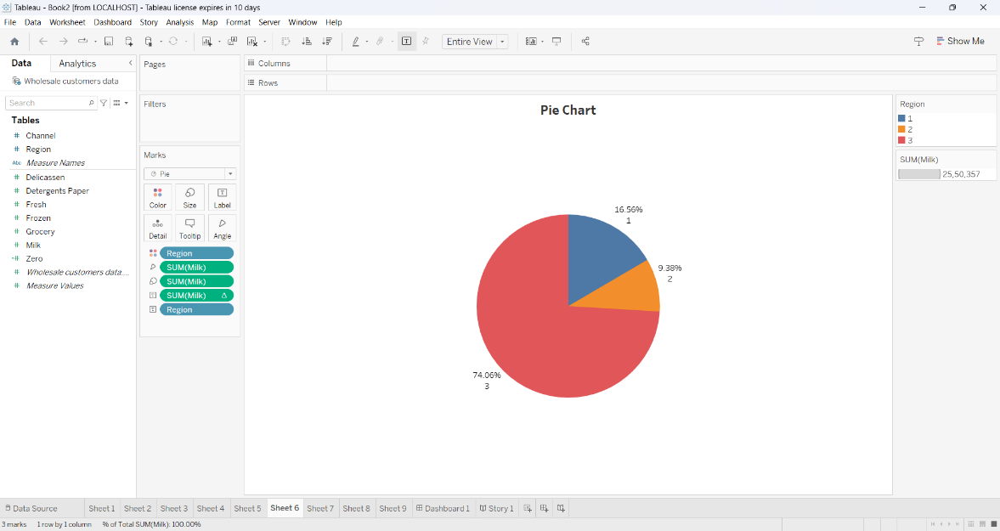 Tableau - Book2 [from LOCALHOST] - Tableau license expires in 10 days
File Data Worksheet Dashboard Story Analysis Map Format Server Window Help
Entire View
Show Me
Data Analytics
Wholesale customers data
Search
Tables
# Channel
# Region
Abc Measure Names
# Delicassen
# Detergents Paper
# Fresh
# Frozen
# Grocery
# Milk
=# Zero
# Wholesale customers data....
# Measure Values
Pages
Filters
Marks
Pie
Color Size Label
Detail Tooltip Angle
Region
SUM(Milk)
SUM(Milk)
SUM(Milk) Δ
Region
Columns
Rows
Pie Chart
16.56%
1
9.38%
2
74.06%
3
Region
1
2
3
SUM(Milk)
25,50,357
Data Source Sheet 1 Sheet 2 Sheet 3 Sheet 4 Sheet 5 Sheet 6 Sheet 7 Sheet 8 Sheet 9 Dashboard 1 Story 1
3 marks 1 row by 1 column % of Total SUM(Milk): 100.00%